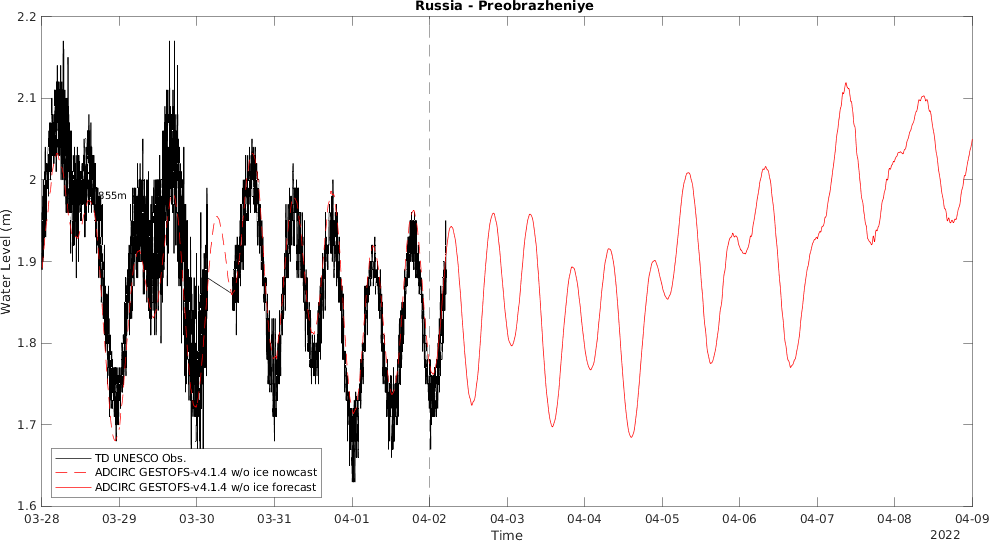 Russia - Preobrazheniye
2.2
2.1
2
1.9
1.8
1.7
1.6
Water Level (m)
855m
TD UNESCO Obs.
ADCIRC GESTOFS-v4.1.4 w/o ice nowcast
ADCIRC GESTOFS-v4.1.4 w/o ice forecast
03-28 03-29 03-30 03-31 04-01 04-02 04-03 04-04 04-05 04-06 04-07 04-08 04-09
Time
2022